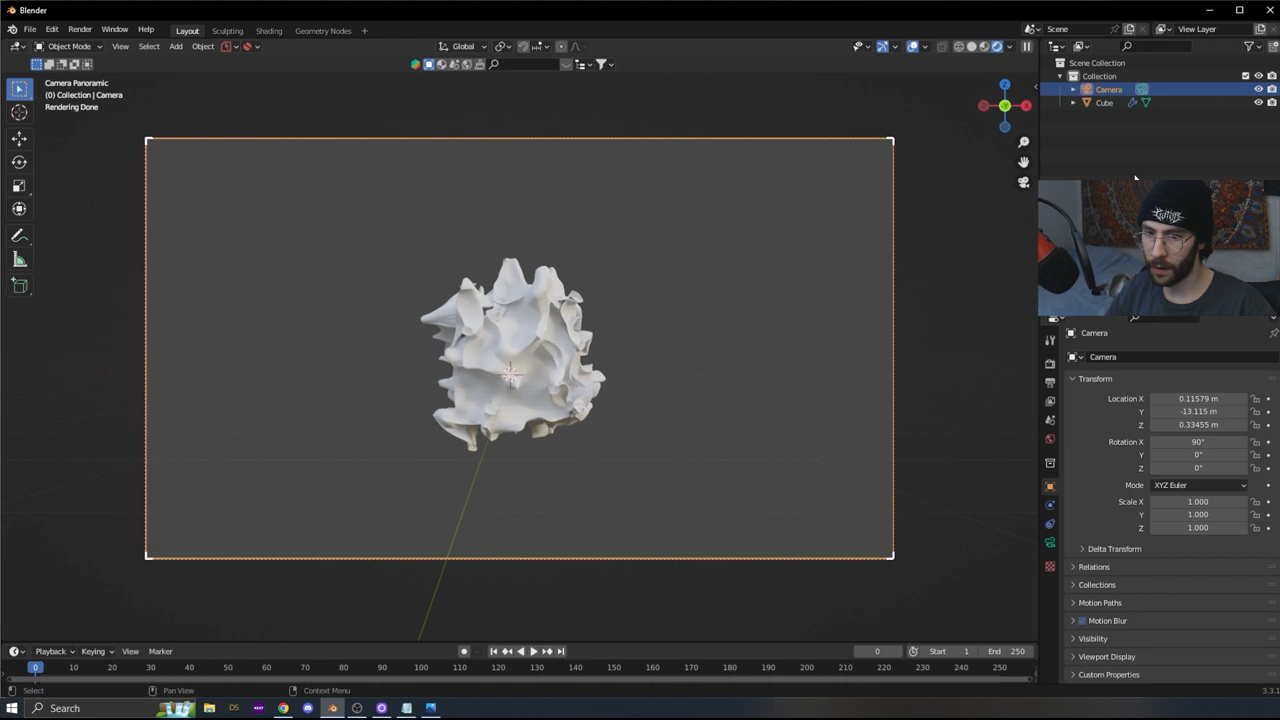 Blender
File Edit Render Window Help Layout Sculpting Shading Geometry Nodes Scene View Layer
Object Mode View Select Add Object Global
Camera Panoramic
(0) Collection | Camera
Rendering Done
Z
X
Y
Scene Collection
Collection
Camera
Cube
Camera
Camera
Transform
Location X 0.11579 m
Y -13.115 m
Z 0.33455 m
Rotation X 90°
Y 0°
Z 0°
Mode XYZ Euler
Scale X 1.000
Y 1.000
Z 1.000
Delta Transform
Relations
Collections
Motion Paths
Motion Blur
Visibility
Viewport Display
Custom Properties
Playback Keying View Marker 0 Start 1 End 250
0 10 20 30 40 50 60 70 80 90 100 110 120 130 140 150 160 170 180 190 200 210 220 230 240 250
Select Pan View Context Menu 3.3.1
Search DS